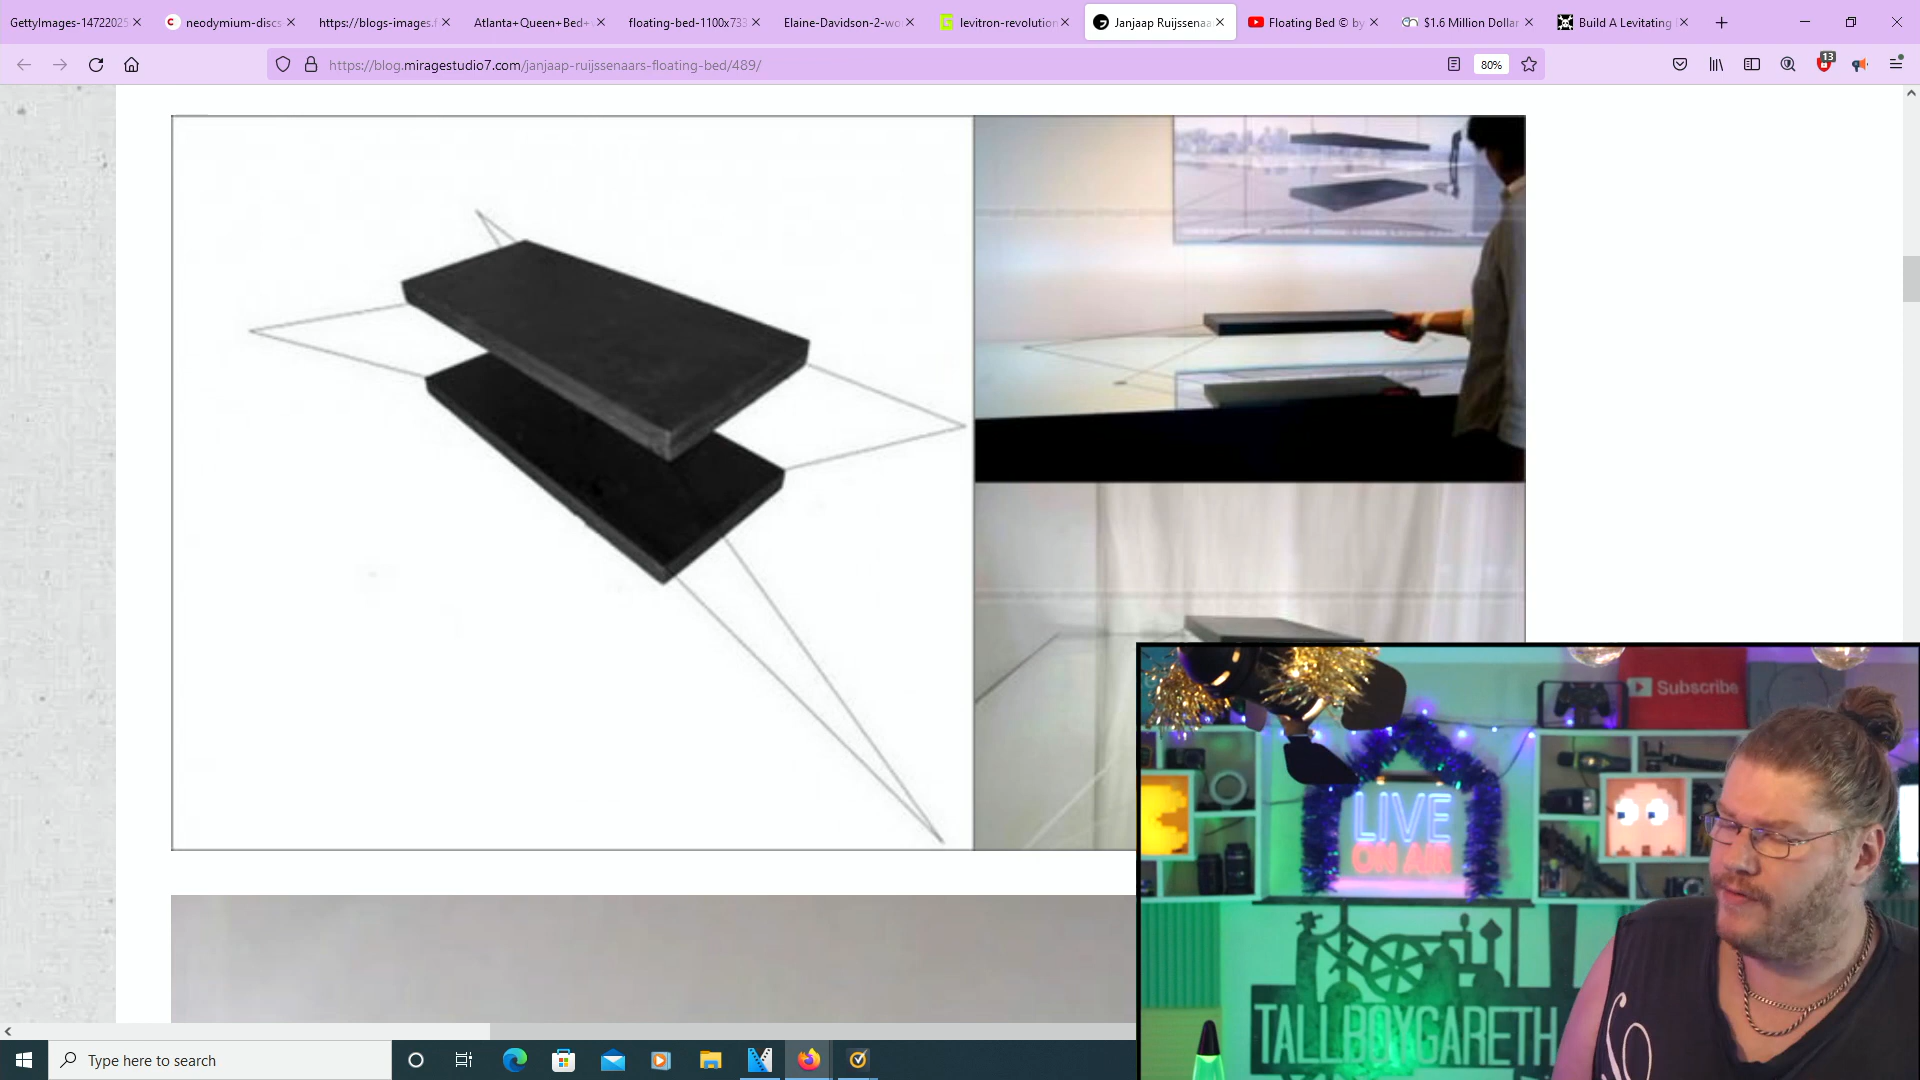 GettyImages-14722025
neodymium-discs
https://blogs-images.f
Atlanta+Queen+Bed+
floating-bed-1100x733
Elaine-Davidson-2-wo
levitron-revolution
Janjaap Ruijssenaa
Floating Bed © by
$1.6 Million Dollar
Build A Levitating
https://blog.miragestudio7.com/janjaap-ruijssenaars-floating-bed/489/
80%
13
Subscribe
LIVE
ON AIR
TALLBOYGARETH
Type here to search